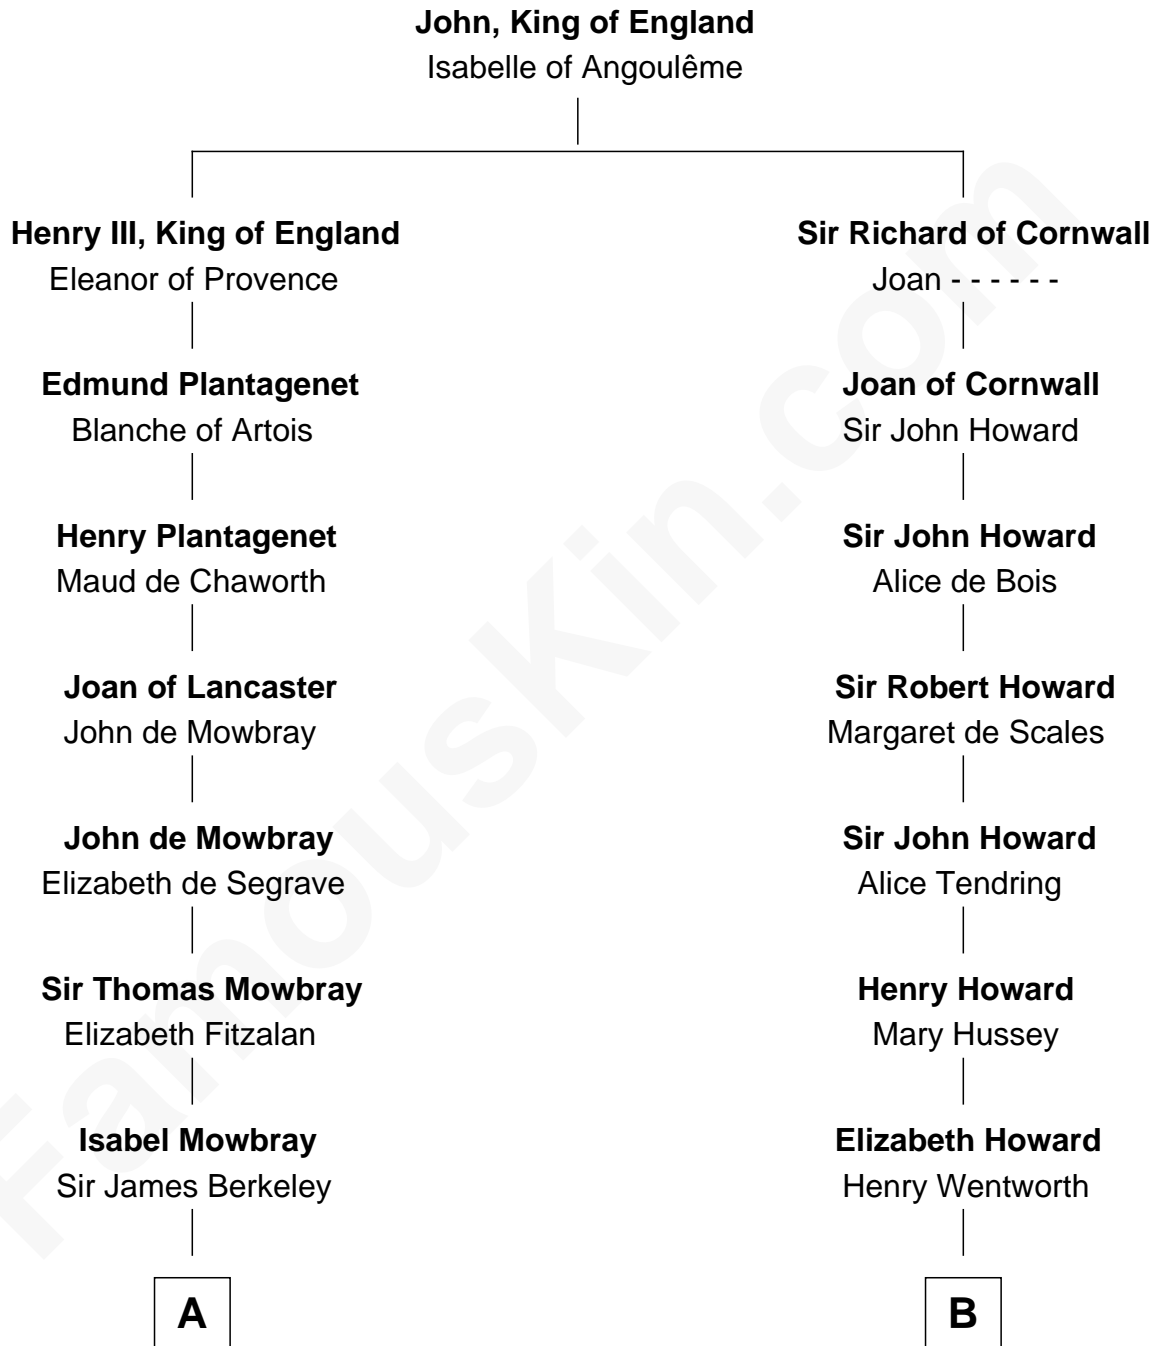 John, King of England
Isabelle of Angoulême
Henry III, King of England
Eleanor of Provence
Sir Richard of Cornwall
Joan - - - - - -
Edmund Plantagenet
Blanche of Artois
Joan of Cornwall
Sir John Howard
Henry Plantagenet
Maud de Chaworth
Sir John Howard
Alice de Bois
Joan of Lancaster
John de Mowbray
Sir Robert Howard
Margaret de Scales
John de Mowbray
Elizabeth de Segrave
Sir John Howard
Alice Tendring
Sir Thomas Mowbray
Elizabeth Fitzalan
Henry Howard
Mary Hussey
Isabel Mowbray
Sir James Berkeley
Elizabeth Howard
Henry Wentworth
A
B
FamousKin.com